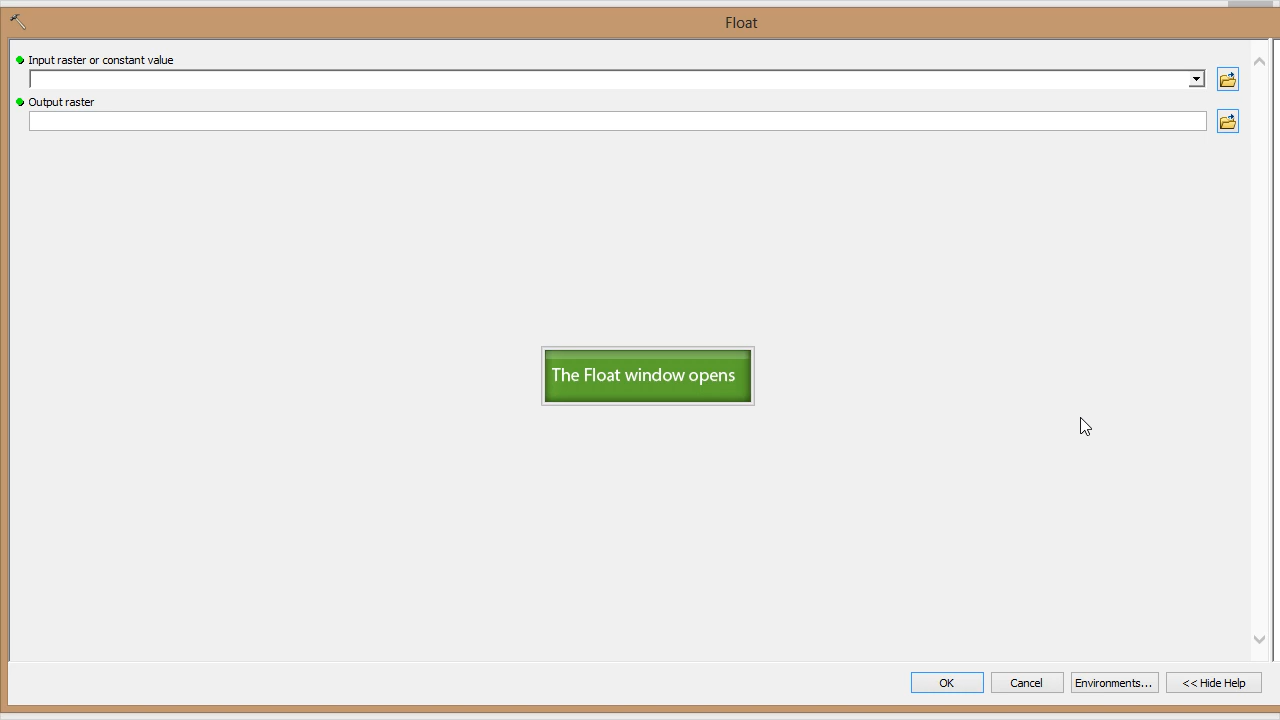 Float
Input raster or constant value
Output raster
The Float window opens
OK
Cancel
Environments...
<< Hide Help